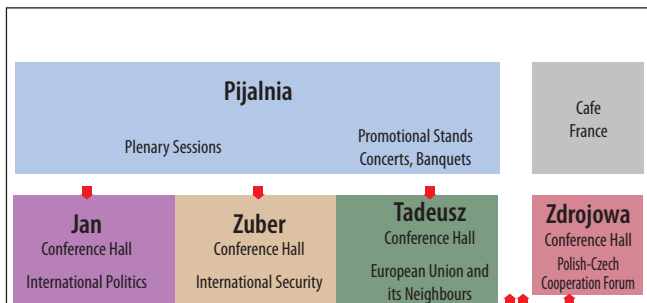 Pijalnia
Plenary Sessions
Promotional Stands
Concerts, Banquets
Cafe
France
Jan
Conference Hall
International Politics
Zuber
Conference Hall
International Security
Tadeusz
Conference Hall
European Union and
its Neighbours
Zdrojowa
Conference Hall
Polish-Czech
Cooperation Forum